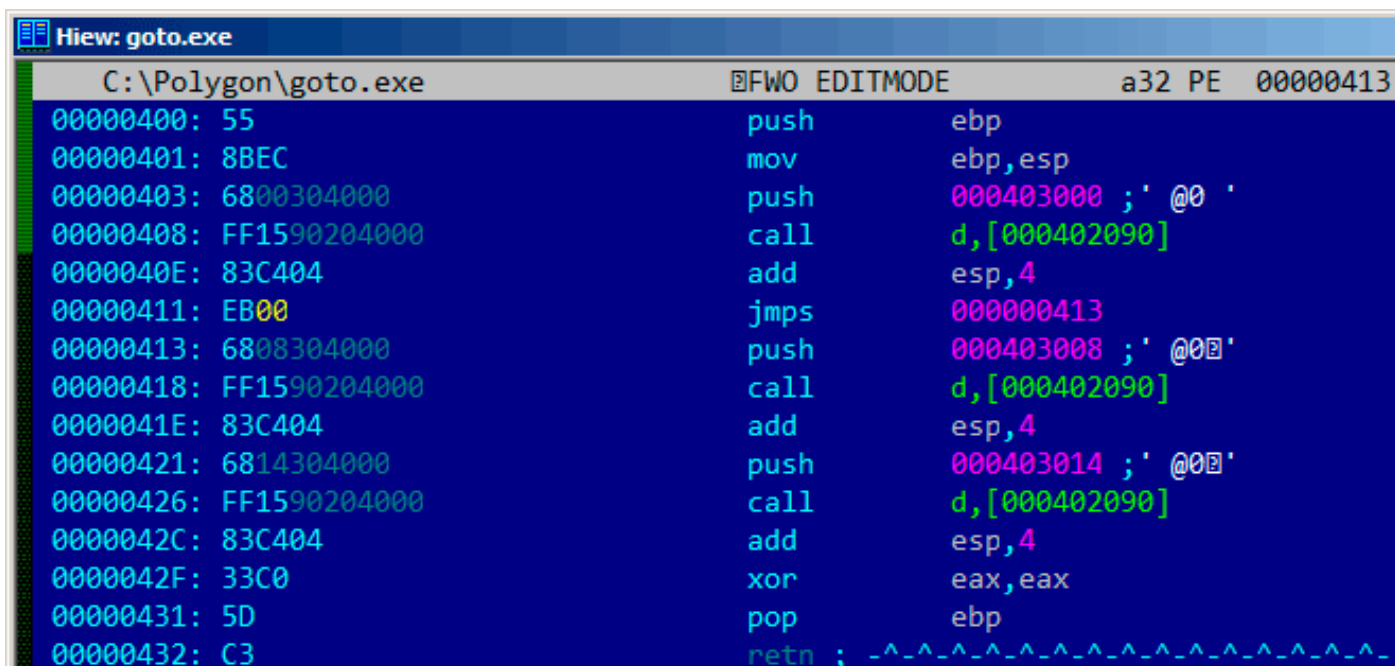 Hiew: goto.exe
C:\Polygon\goto.exe FWO EDITMODE a32 PE 00000413
00000400: 55 push ebp
00000401: 8BEC mov ebp,esp
00000403: 6800304000 push 000403000 ;' @0 '
00000408: FF1590204000 call d,[000402090]
0000040E: 83C404 add esp,4
00000411: EB00 jmps 000000413
00000413: 6808304000 push 000403008 ;' @0⍰'
00000418: FF1590204000 call d,[000402090]
0000041E: 83C404 add esp,4
00000421: 6814304000 push 000403014 ;' @0⍰'
00000426: FF1590204000 call d,[000402090]
0000042C: 83C404 add esp,4
0000042F: 33C0 xor eax,eax
00000431: 5D pop ebp
00000432: C3 retn ; -^-^-^-^-^-^-^-^-^-^-^-^-^-^-^-